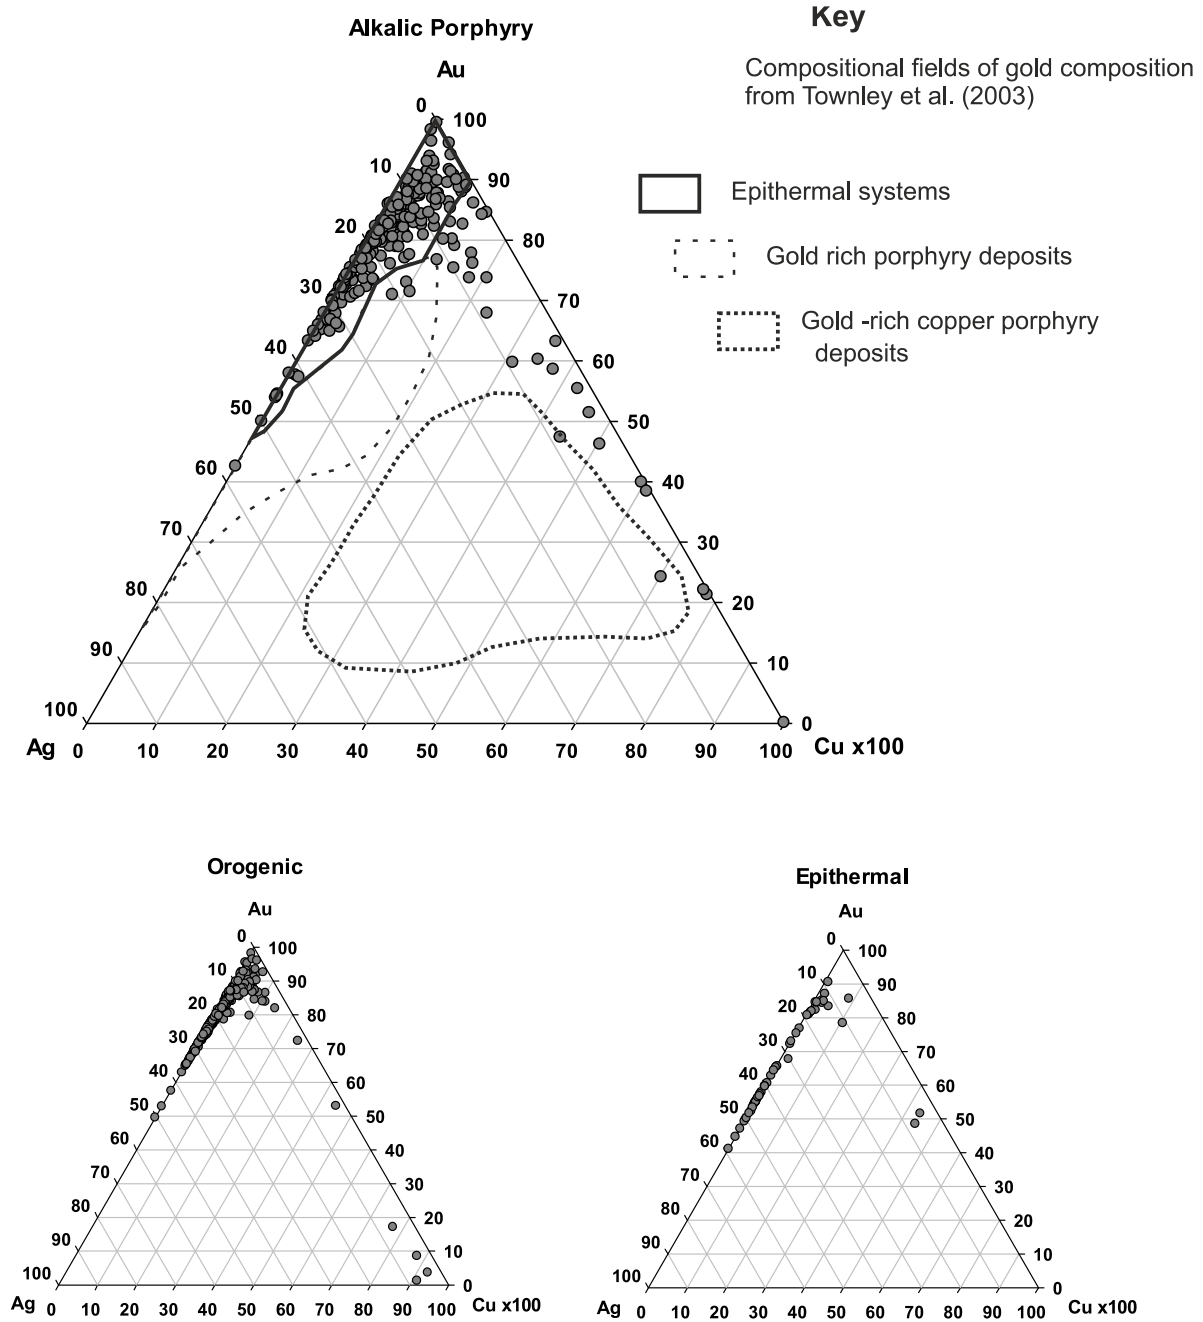 Alkalic Porphyry
Key
Compositional fields of gold composition
from Townley et al. (2003)
Epithermal systems
Gold rich porphyry deposits
Gold -rich copper porphyry
deposits
Au
0 100
10 90
20 80
30 70
40 60
50 50
60 40
70 30
80 20
90 10
100 0
Ag 0 10 20 30 40 50 60 70 80 90 100 Cu x100
Orogenic
Au
0 100
10 90
20 80
30 70
40 60
50 50
60 40
70 30
80 20
90 10
100 0
Ag 0 10 20 30 40 50 60 70 80 90 100 Cu x100
Epithermal
Au
0 100
10 90
20 80
30 70
40 60
50 50
60 40
70 30
80 20
90 10
100 0
Ag 0 10 20 30 40 50 60 70 80 90 100 Cu x100